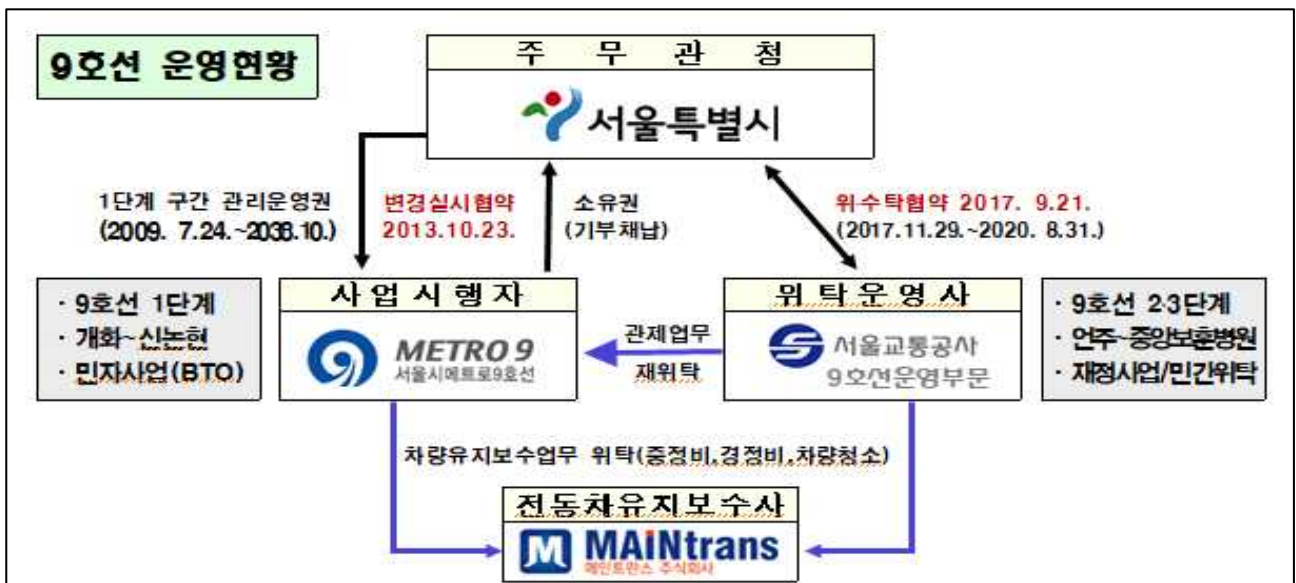 9호선 운영현황
주 무 관 청
서울특별시
1단계 구간 관리운영권
(2009. 7.24.~2038.10.)
변경실시협약
2013.10.23.
소유권
(기부채납)
위수탁협약 2017. 9.21.
(2017.11.29.~2020. 8.31.)
· 9호선 1단계
· 개화~신논현
· 민자사업(BTO)
사업시행자
METRO 9
서울시메트로9호선
관제업무
재위탁
위탁운영사
서울교통공사
9호선운영부문
· 9호선 2·3단계
· 언주~중앙보훈병원
· 재정사업/민간위탁
차량유지보수업무 위탁(중정비,경정비,차량청소)
전동차유지보수사
MAiNtrans
메인트란스 주식회사